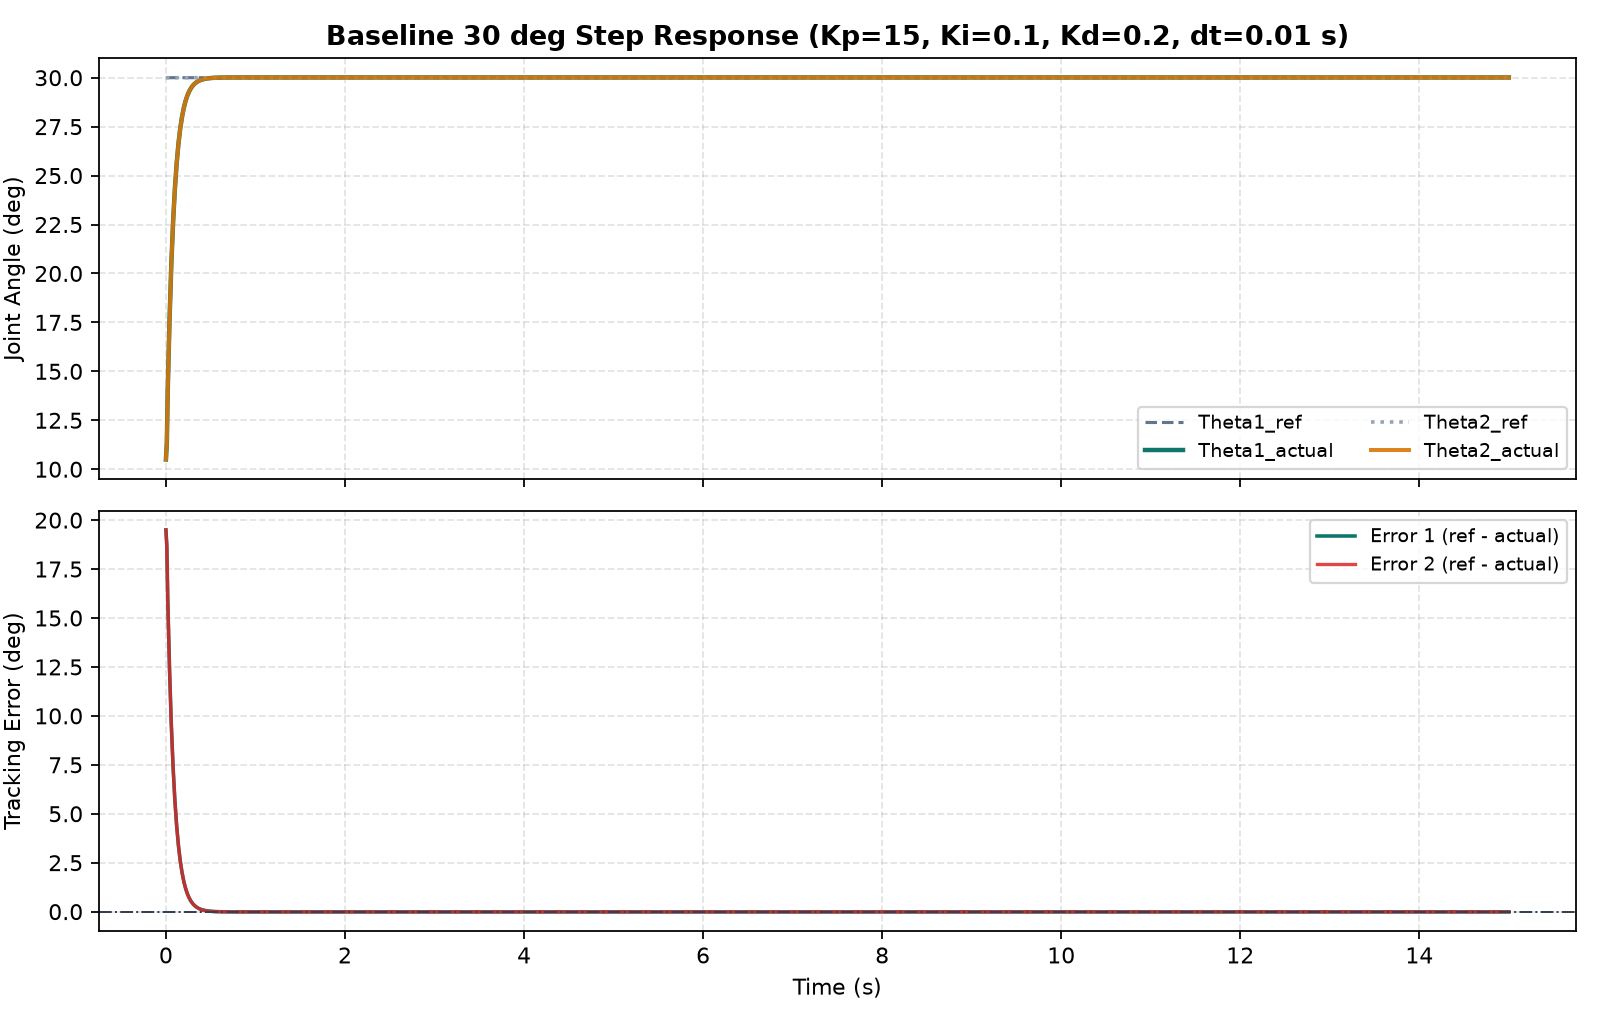 Baseline 30 deg Step Response (Kp=15, Ki=0.1, Kd=0.2, dt=0.01 s)
Joint Angle (deg)
30.0
27.5
25.0
22.5
20.0
17.5
15.0
12.5
10.0
Theta1_ref Theta2_ref
Theta1_actual Theta2_actual
Tracking Error (deg)
20.0
17.5
15.0
12.5
10.0
7.5
5.0
2.5
0.0
Error 1 (ref - actual)
Error 2 (ref - actual)
0 2 4 6 8 10 12 14
Time (s)